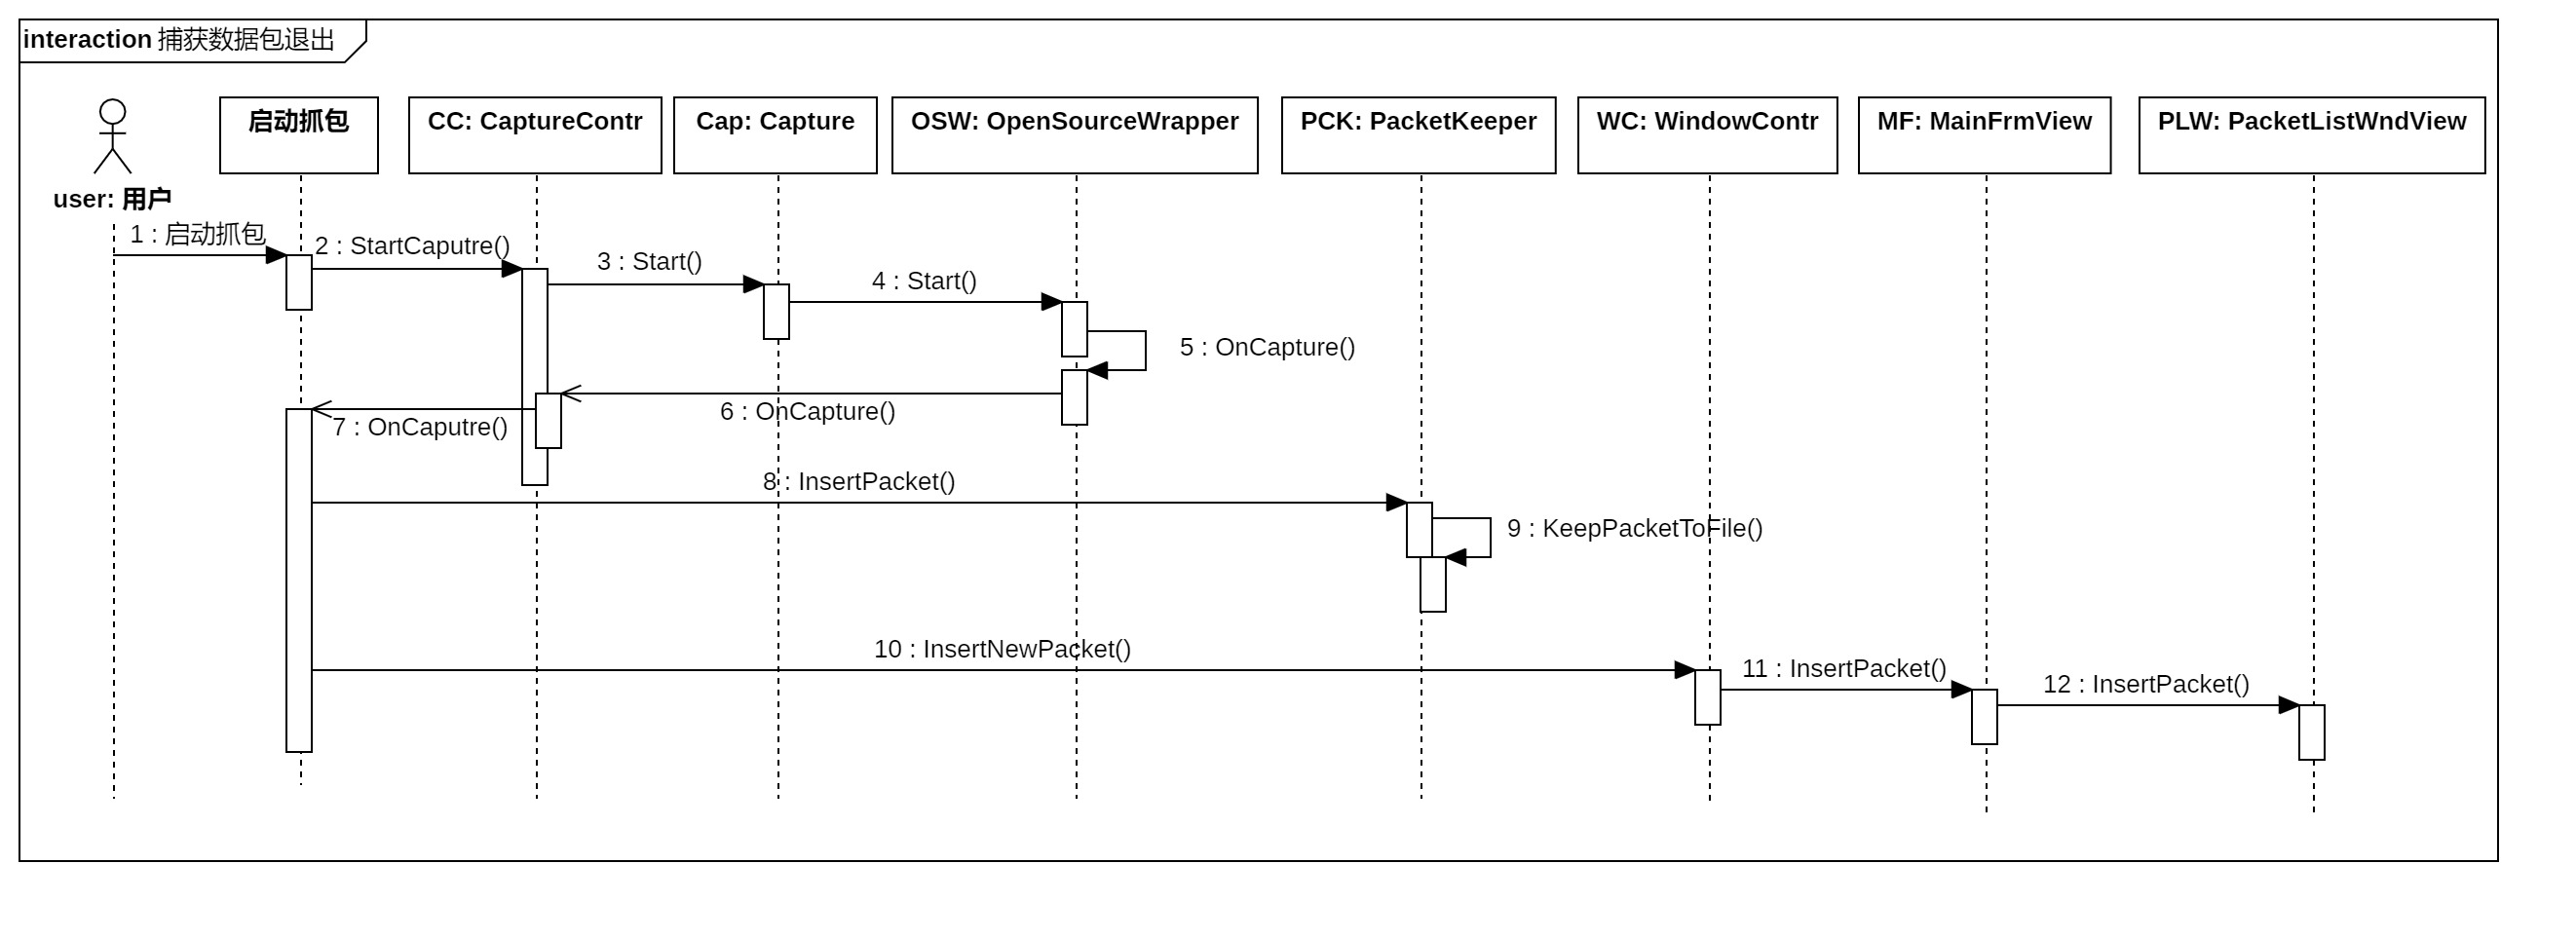 interaction 捕获数据包退出
启动抓包
CC: CaptureContr
Cap: Capture
OSW: OpenSourceWrapper
PCK: PacketKeeper
WC: WindowContr
MF: MainFrmView
PLW: PacketListWndView
user: 用户
1 : 启动抓包
2 : StartCaputre()
3 : Start()
4 : Start()
5 : OnCapture()
6 : OnCapture()
7 : OnCaputre()
8 : InsertPacket()
9 : KeepPacketToFile()
10 : InsertNewPacket()
11 : InsertPacket()
12 : InsertPacket()